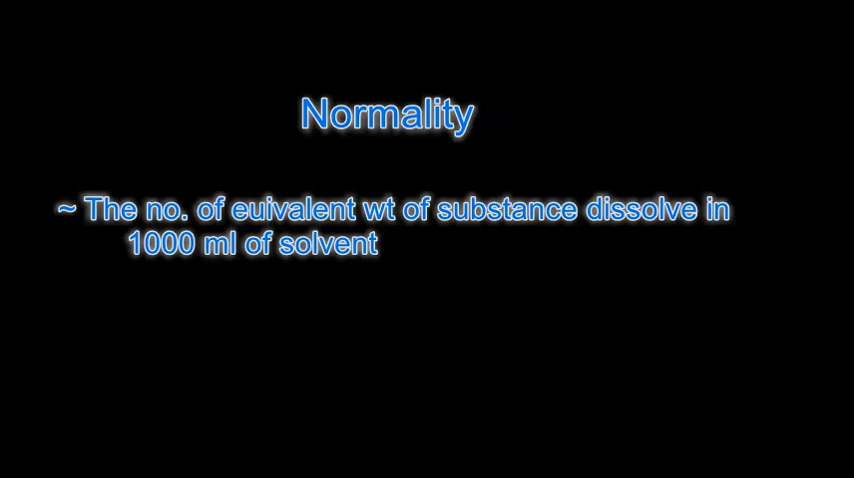 Normality
~ The no. of euivalent wt of substance dissolve in
1000 ml of solvent